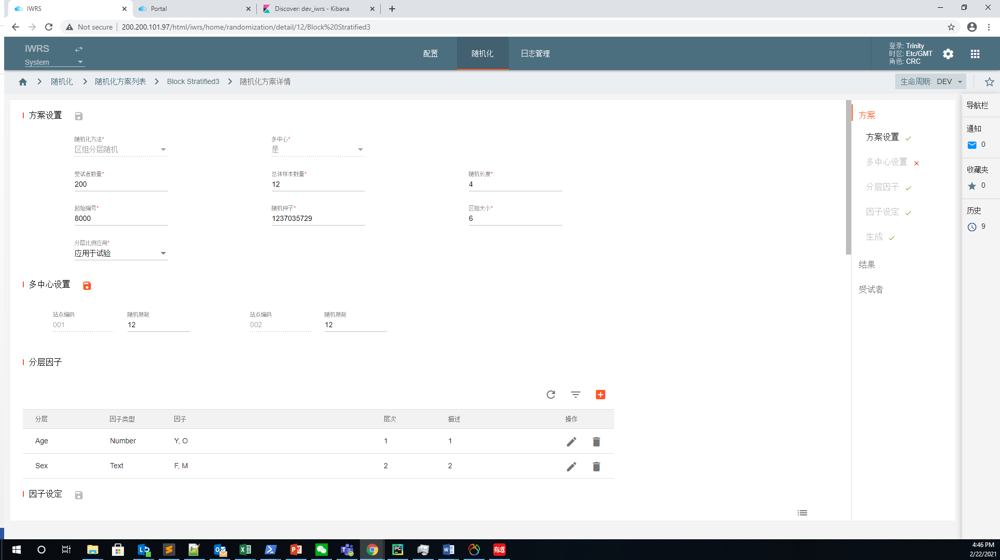 IWRS
Portal
Discover: dev_iwrs - Kibana
Not secure
200.200.101.97/html/iwrs/home/randomization/detail/12/Block%20Stratified3
IWRS
System
配置
随机化
日志管理
登录: Trinity
时区: Etc/GMT
角色: CRC
随机化
随机化方案列表
Block Stratified3
随机化方案详情
生命周期: DEV
方案设置
随机化方法*
区组分层随机
多中心*
是
受试者数量*
200
总体样本数量*
12
随机长度*
4
起始编号*
8000
随机种子*
1237035729
区组大小*
6
分层比例应用*
应用于试验
多中心设置
站点编码
001
随机限制
12
站点编码
002
随机限制
12
分层因子
分层 因子类型 因子 层次 描述 操作
Age Number Y, O 1 1
Sex Text F, M 2 2
因子设定
方案
方案设置
多中心设置
分层因子
因子设定
生成
结果
受试者
导航栏
通知
0
收藏夹
0
历史
9
有道
4:46 PM
2/22/2021